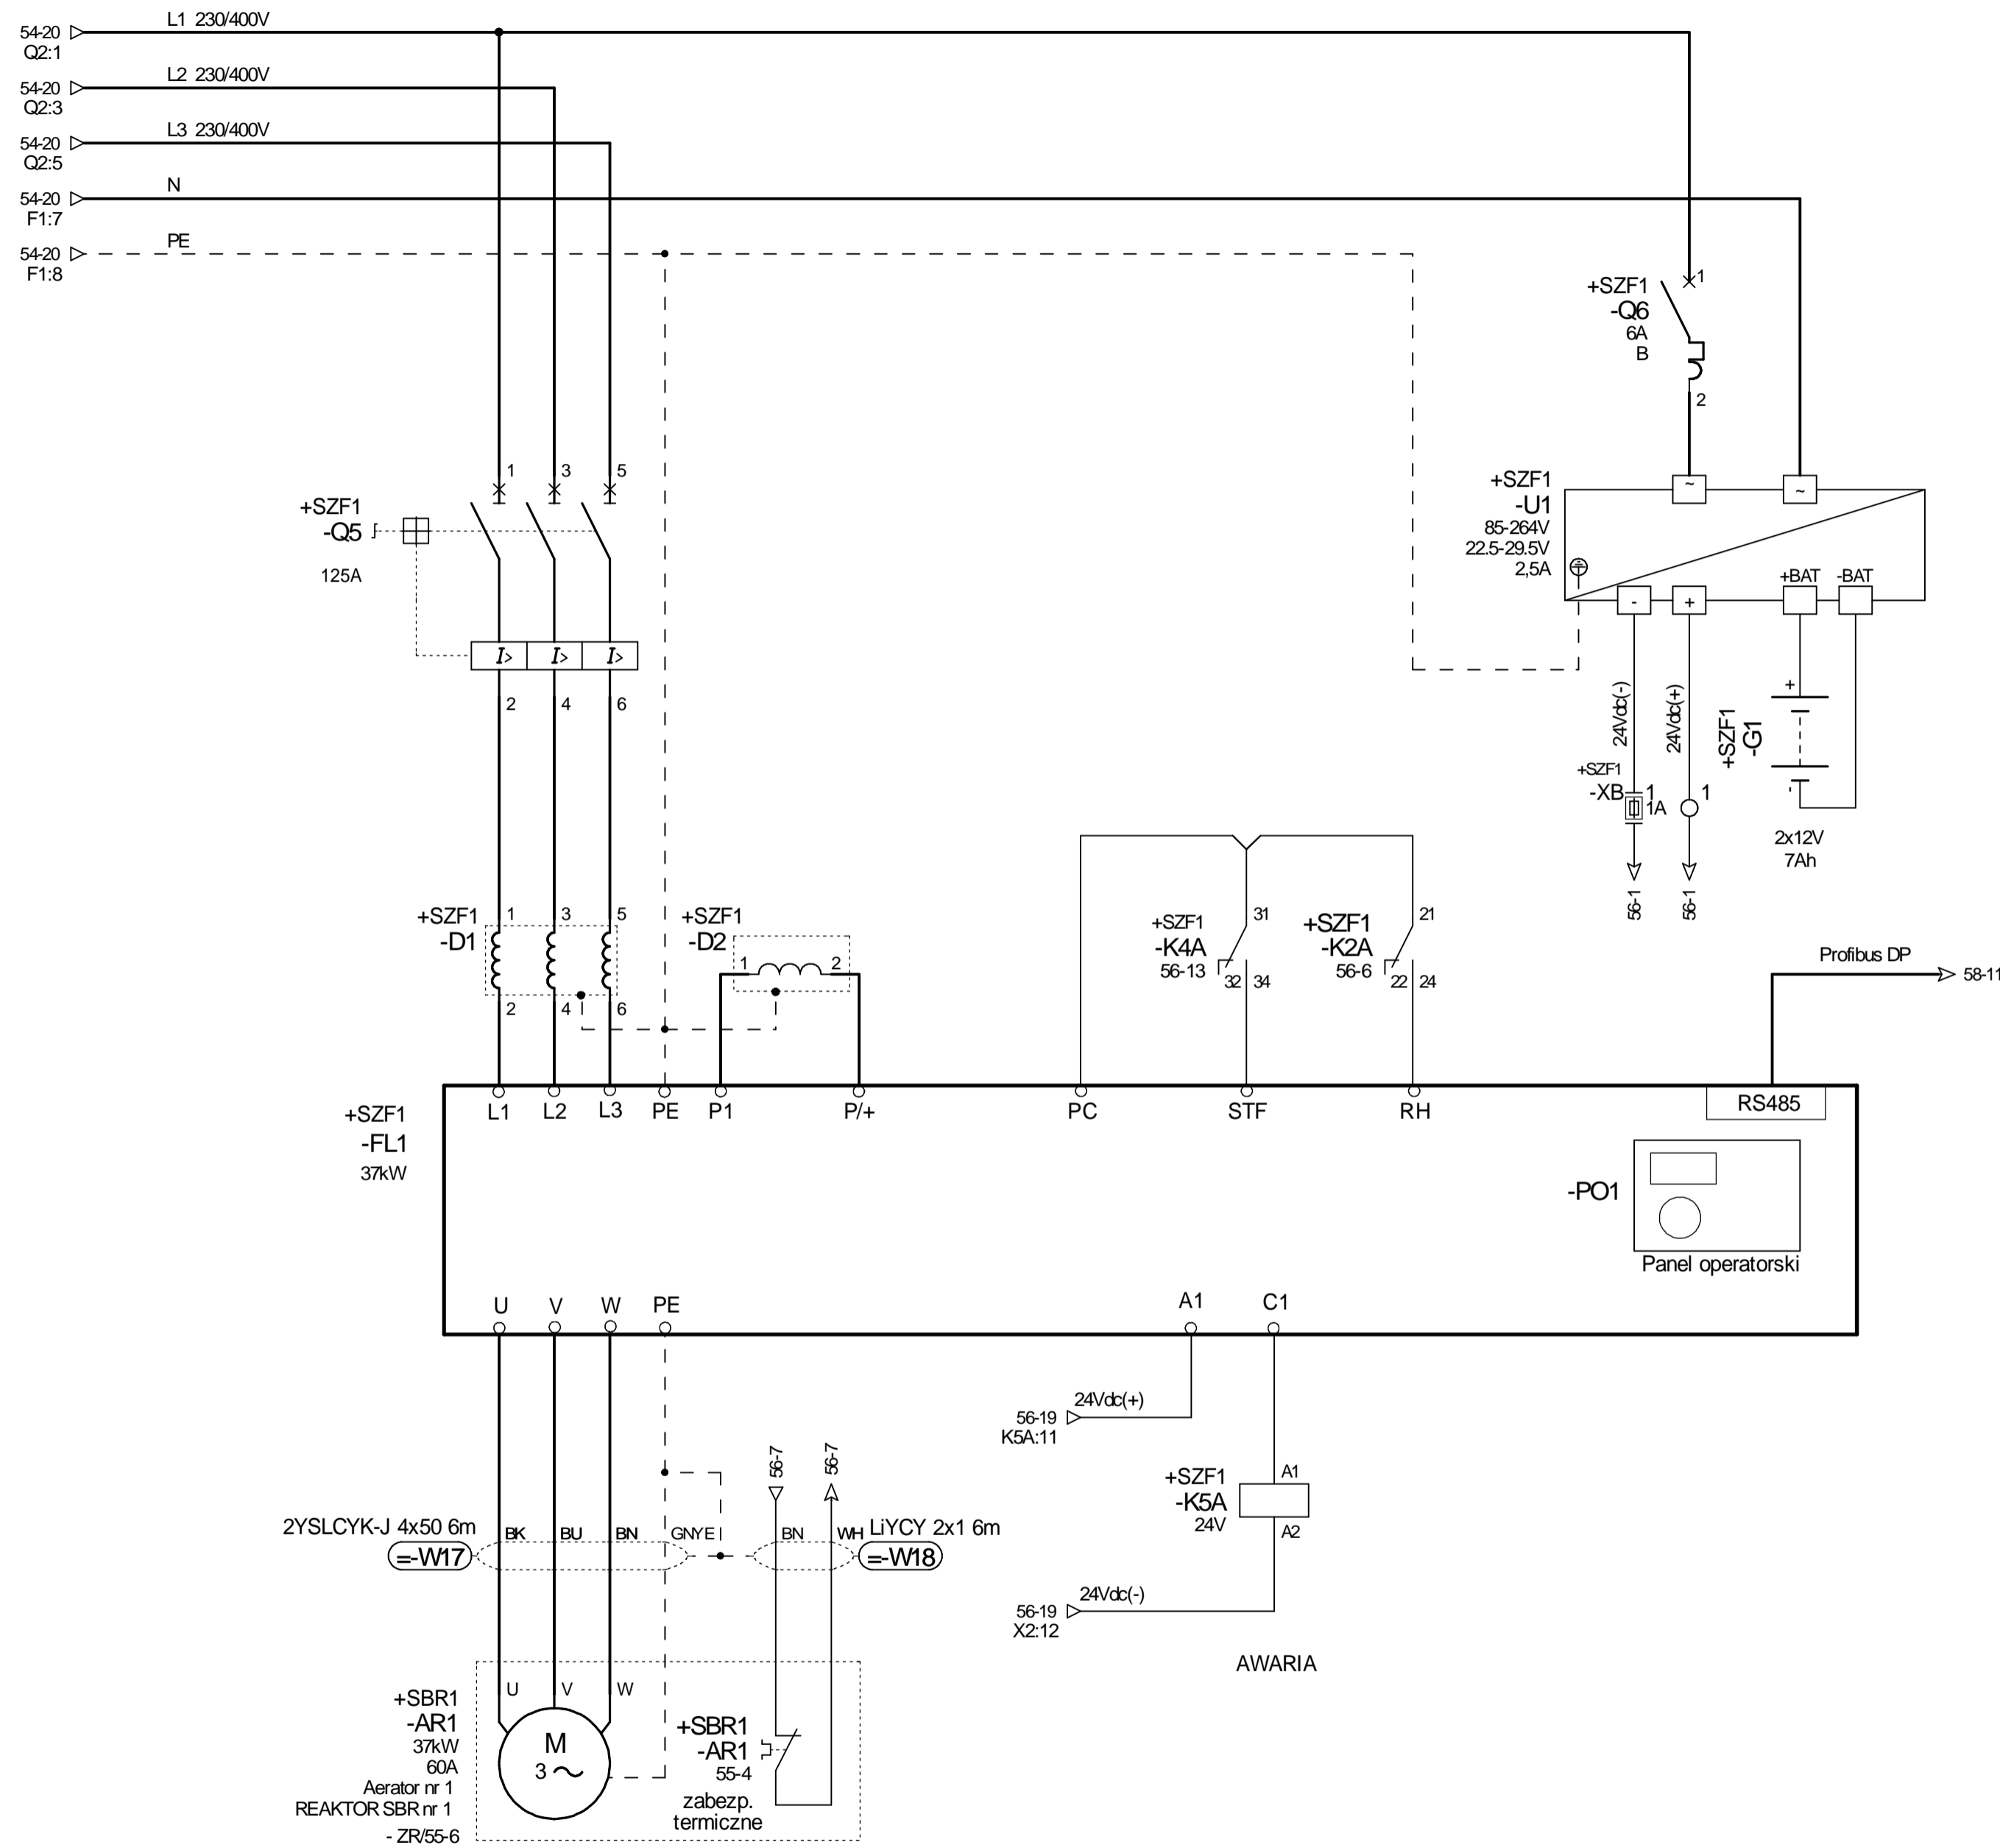 L1 230/400V
54-20
Q2:1
L2 230/400V
54-20
Q2:3
L3 230/400V
54-20
Q2:5
N
54-20
F1:7
PE
54-20
F1:8
1
+SZF1
-Q6
6A
B
2
1 3 5
+SZF1
-Q5
125A
I> I> I>
2 4 6
+SZF1
-U1
85-264V
22.5-29.5V
2,5A
~ ~
+BAT -BAT
- +
24Vdc(-)
24Vdc(+)
+SZF1
-G1
+
-
+SZF1
-XB
1
1A
1
2x12V
7Ah
56-1
56-1
+SZF1
-D1
1 3 5
2 4 6
+SZF1
-D2
1 2
+SZF1
-K4A
56-13
31
32 34
+SZF1
-K2A
56-6
21
22 24
Profibus DP
58-11
+SZF1
-FL1
37kW
L1 L2 L3 PE P1 P/+ PC STF RH
RS485
-PO1
Panel operatorski
U V W PE A1 C1
24Vdc(+)
56-19
K5A:11
56-7
56-7
+SZF1
-K5A
24V
A1
A2
2YSLCYK-J 4x50 6m
=-W17
BK BU BN GNYE BN WH
LiYCY 2x1 6m
=-W18
24Vdc(-)
56-19
X2:12
AWARIA
+SBR1
-AR1
37kW
60A
Aerator nr 1
REAKTOR SBR nr 1
- ZR/55-6
U V W
M
3
+SBR1
-AR1
55-4
zabezp.
termiczne